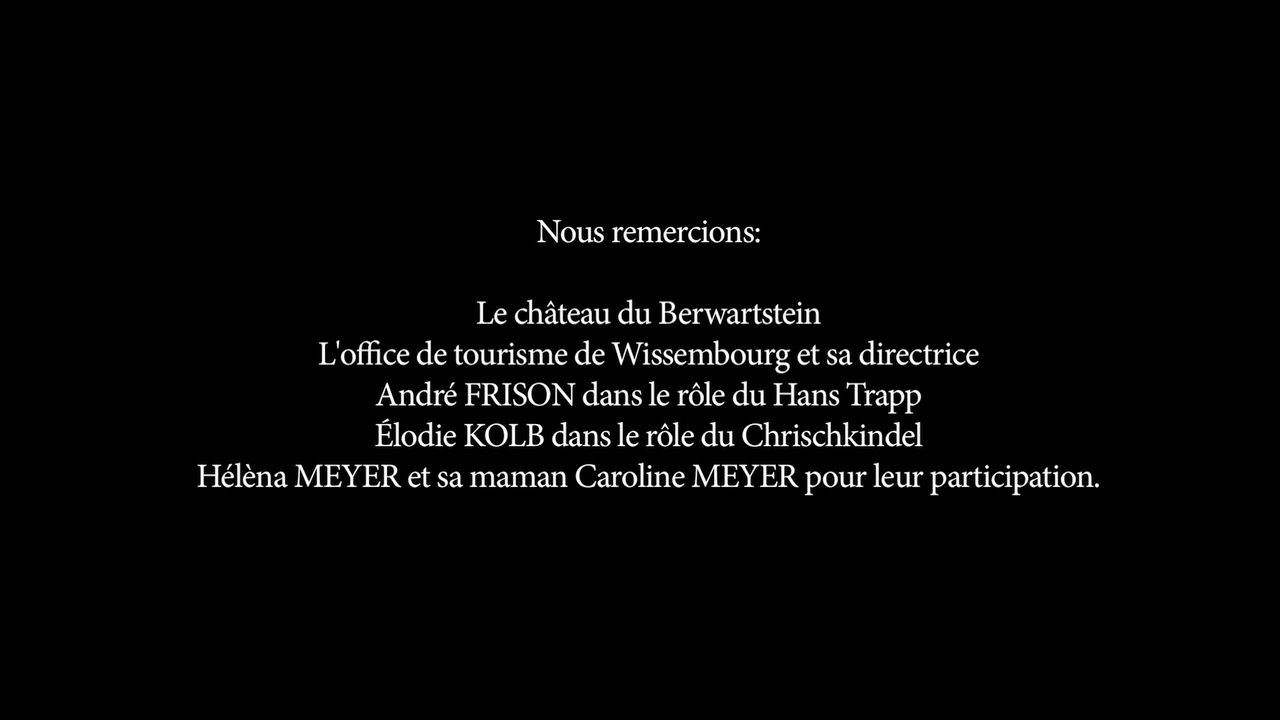 Nous remercions:
Le château du Berwartstein
L'office de tourisme de Wissembourg et sa directrice
André FRISON dans le rôle du Hans Trapp
Élodie KOLB dans le rôle du Chrischkindel
Hélèna MEYER et sa maman Caroline MEYER pour leur participation.